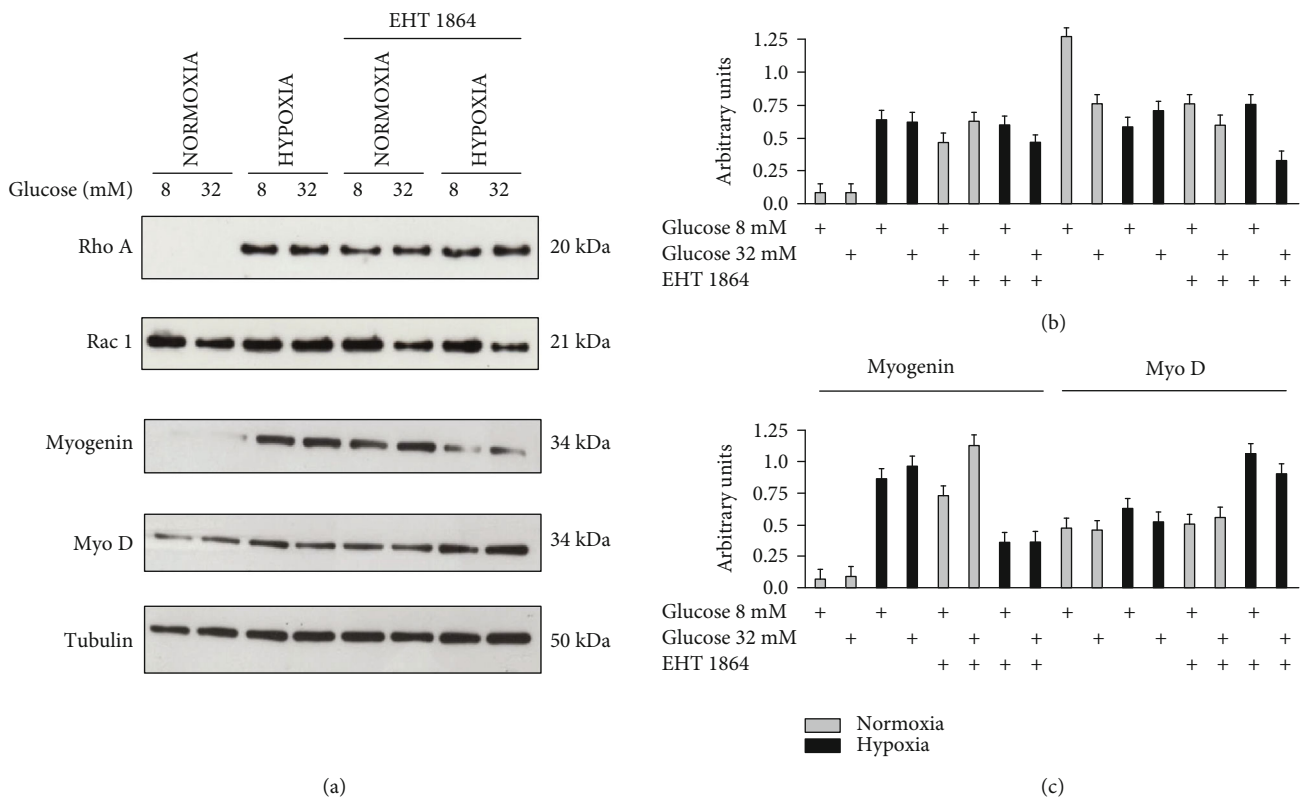 EHT 1864
NORMOXIA
HYPOXIA
NORMOXIA
HYPOXIA
Glucose (mM) 8 32 8 32 8 32 8 32
Rho A 20 kDa
Rac 1 21 kDa
Myogenin 34 kDa
Myo D 34 kDa
Tubulin 50 kDa
(a)
Arbitrary units
1.25
1.0
0.75
0.5
0.25
0.0
Glucose 8 mM + + + + + + + +
Glucose 32 mM + + + + + + + +
EHT 1864 + + + + + + + +
(b)
Myogenin Myo D
Arbitrary units
1.25
1.0
0.75
0.5
0.25
0.0
Glucose 8 mM + + + + + + + +
Glucose 32 mM + + + + + + + +
EHT 1864 + + + + + + + +
Normoxia
Hypoxia
(c)